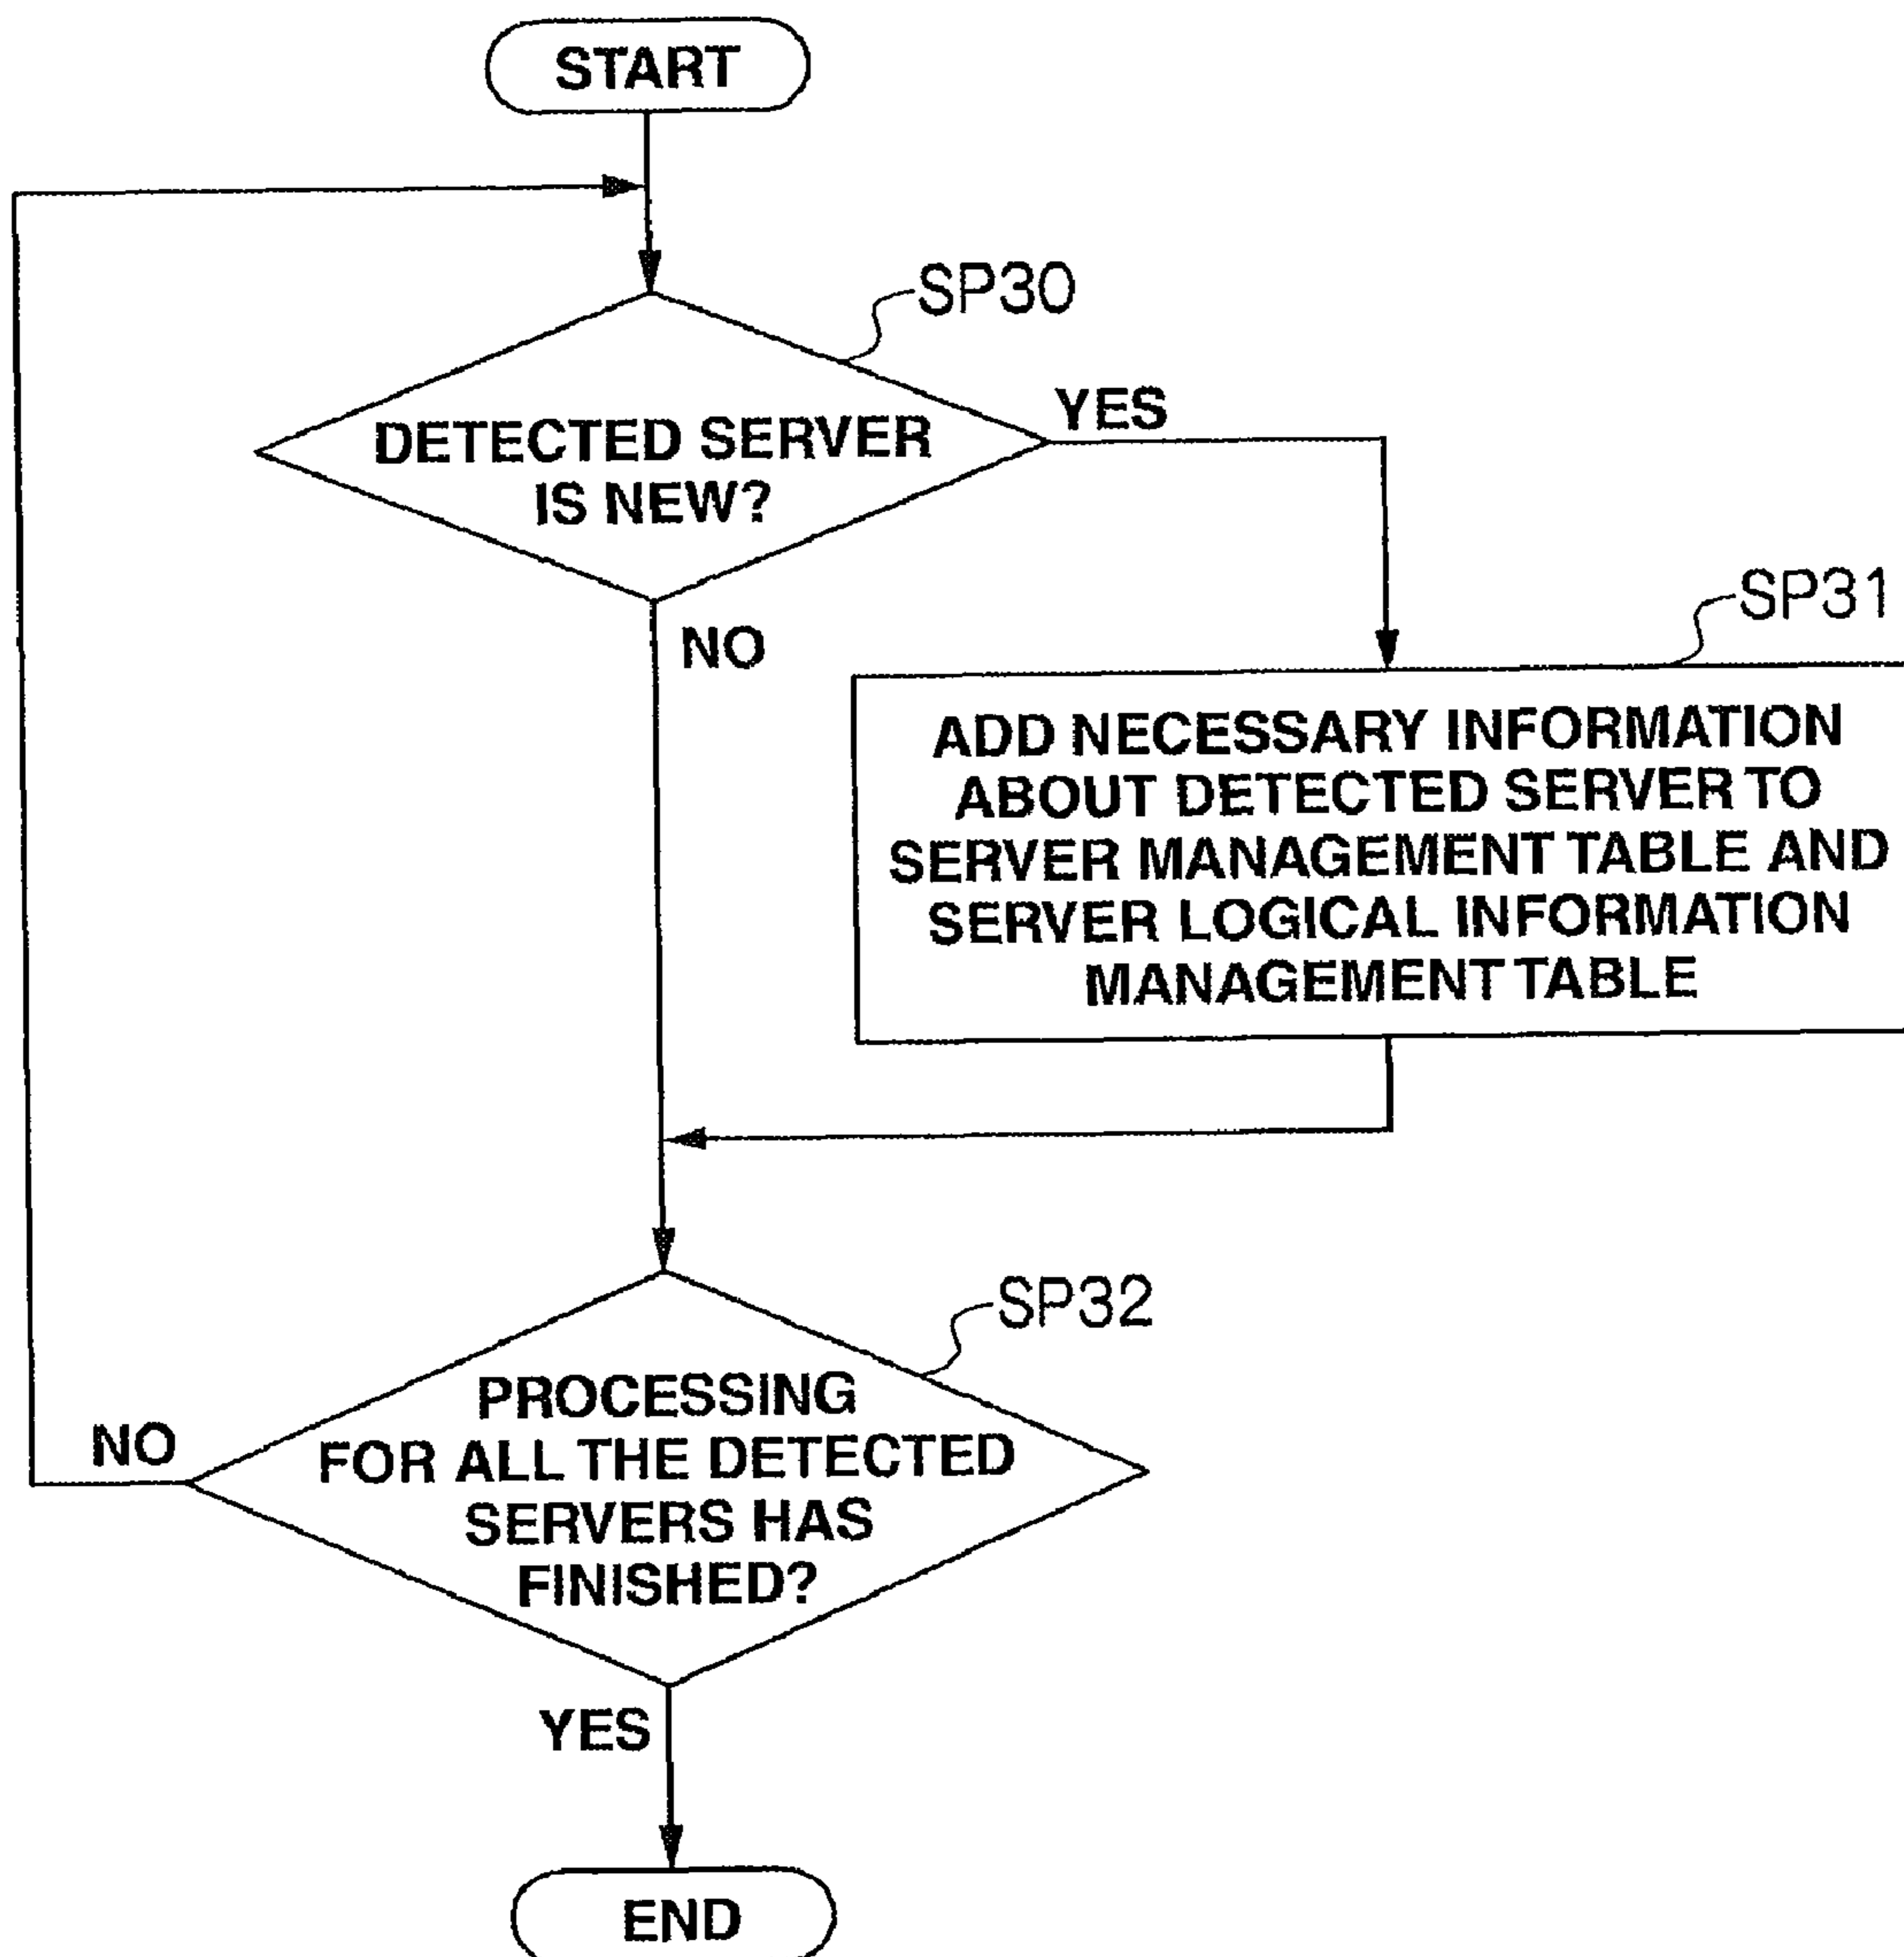 START
SP30
DETECTED SERVER
IS NEW?
YES
NO
SP31
ADD NECESSARY INFORMATION
ABOUT DETECTED SERVER TO
SERVER MANAGEMENT TABLE AND
SERVER LOGICAL INFORMATION
MANAGEMENT TABLE
SP32
PROCESSING
FOR ALL THE DETECTED
SERVERS HAS
FINISHED?
NO
YES
END